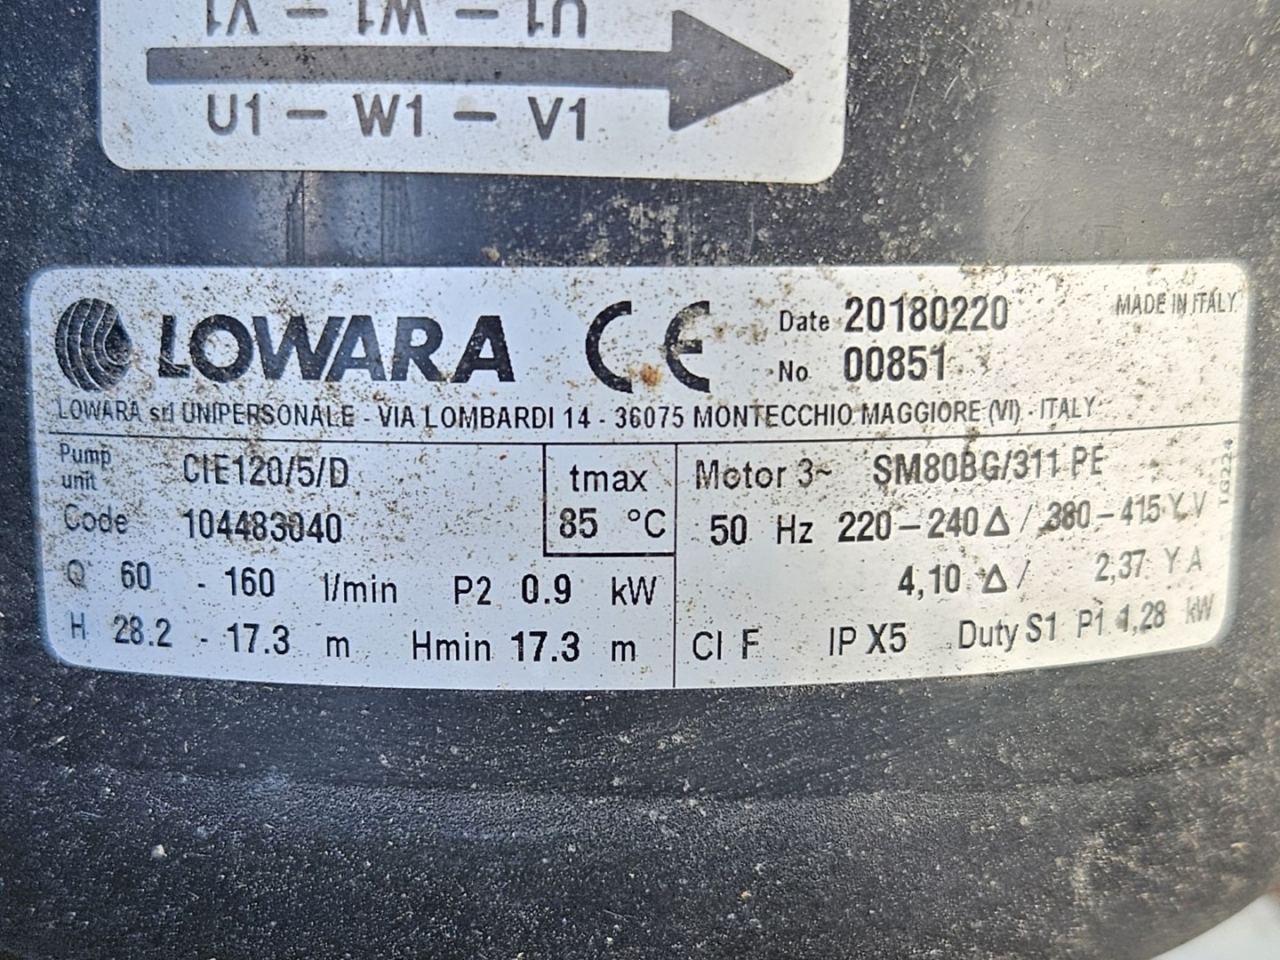 U1 - W1 - V1
U1 - W1 - V1
LOWARA CE Date 20180220 MADE IN ITALY
No 00851
LOWARA srl UNIPERSONALE - VIA LOMBARDI 14 - 36075 MONTECCHIO MAGGIORE (VI) - ITALY
Pump unit CIE120/5/D tmax Motor 3~ SM80BG/311 PE
Code 104483040 85 °C 50 Hz 220-240 Δ / 380-415 Y V
Q 60 - 160 l/min P2 0.9 kW 4,10 Δ / 2,37 Y A
H 28.2 - 17.3 m Hmin 17.3 m Cl F IP X5 Duty S1 P1 1,28 kW